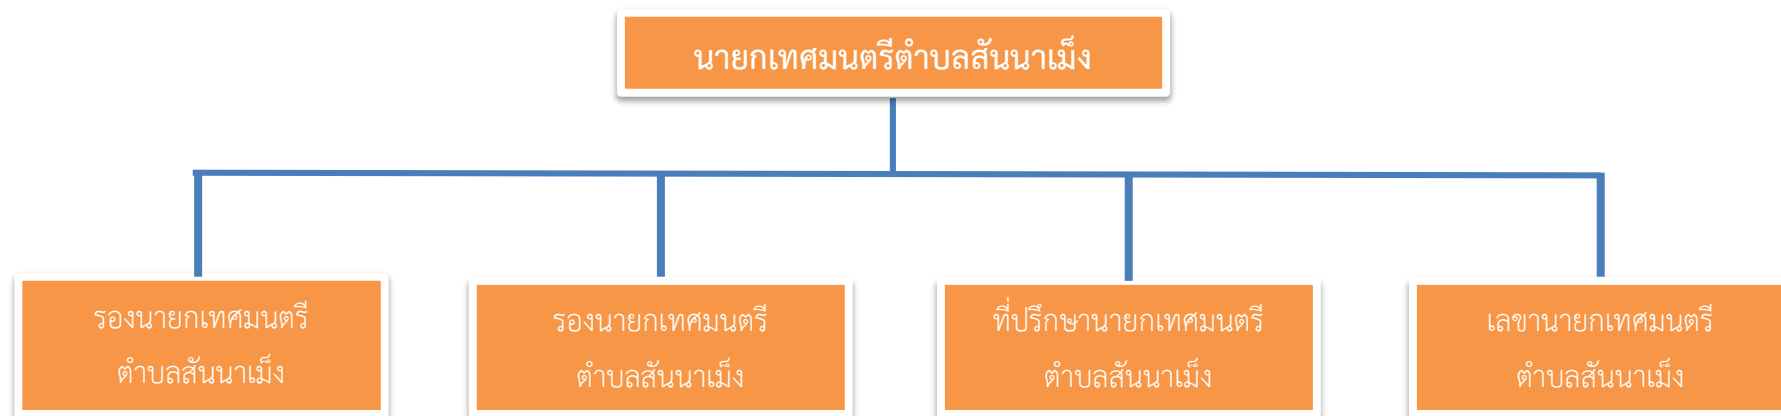 นายกเทศมนตรีตำบลสันนาเม็ง
รองนายกเทศมนตรี
ตำบลสันนาเม็ง
รองนายกเทศมนตรี
ตำบลสันนาเม็ง
ที่ปรึกษานายกเทศมนตรี
ตำบลสันนาเม็ง
เลขานายกเทศมนตรี
ตำบลสันนาเม็ง